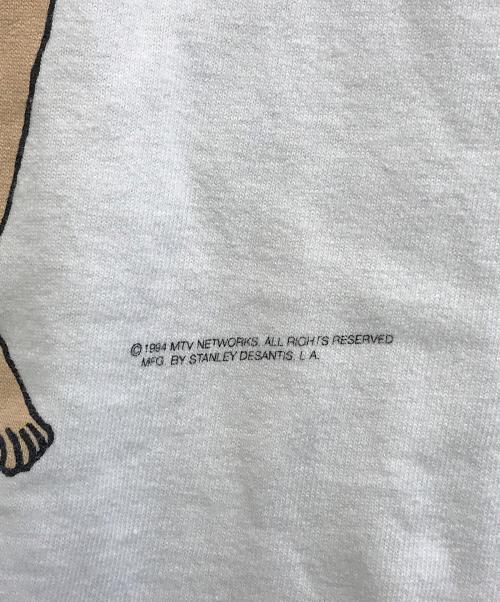 © 1994 MTV NETWORKS. ALL RIGHTS RESERVED
MFG. BY STANLEY DESANTIS, L.A.